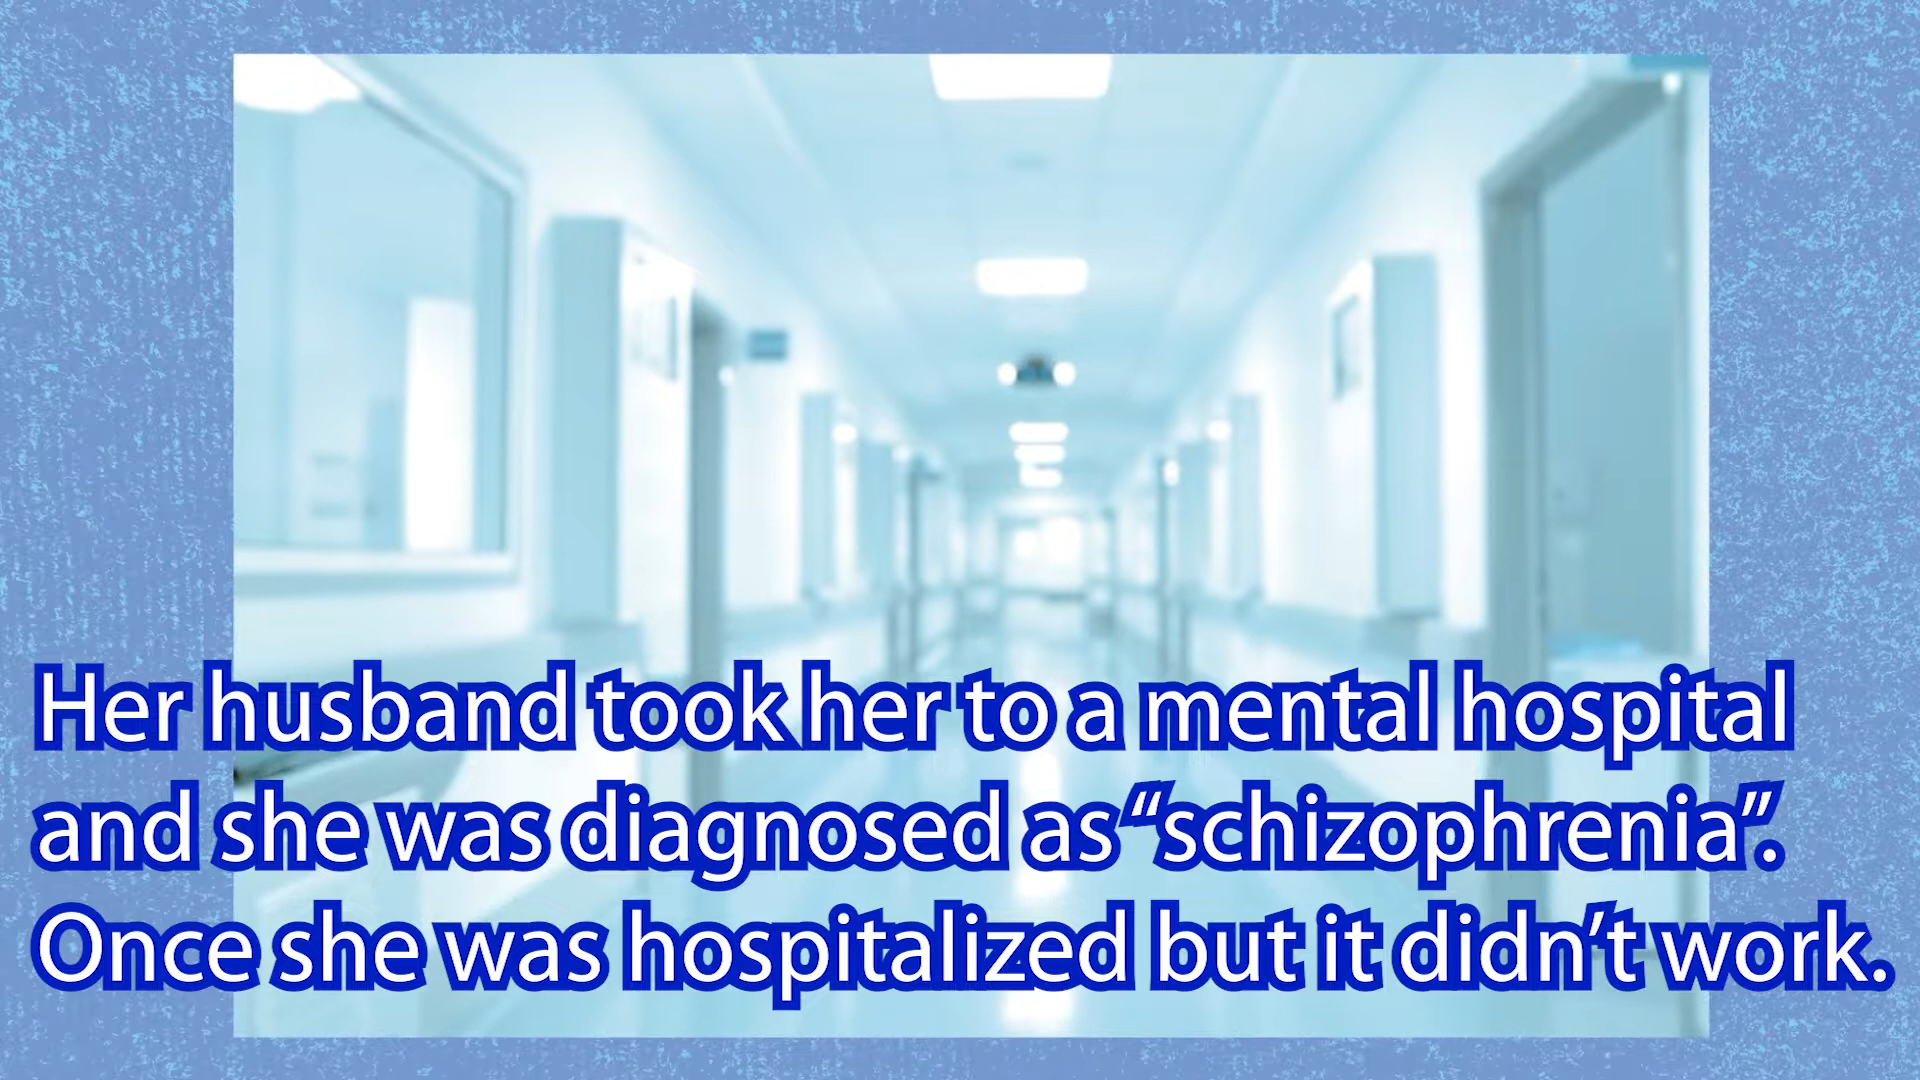 Her husband took her to a mental hospital
and she was diagnosed as “schizophrenia”.
Once she was hospitalized but it didn’t work.